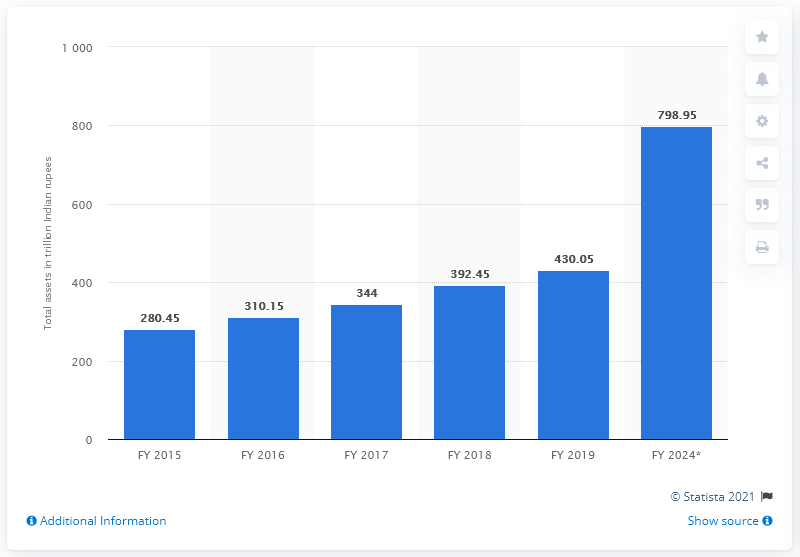 1 000
800
600
400
200
0
Total assets in trillion Indian rupees
280.45
310.15
344
392.45
430.05
798.95
FY 2015
FY 2016
FY 2017
FY 2018
FY 2019
FY 2024*
© Statista 2021
Additional Information
Show source